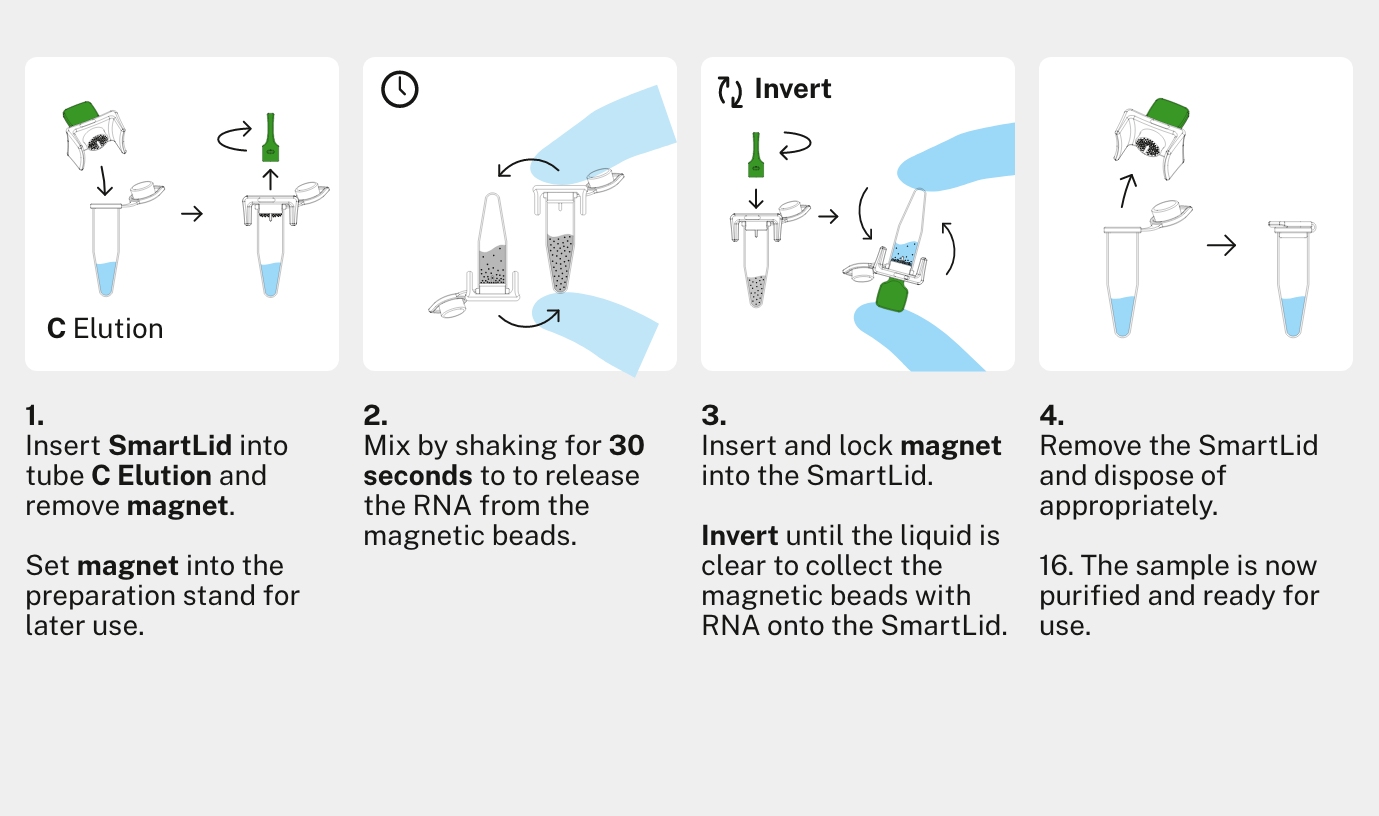 C Elution
Invert
1.
Insert SmartLid into
tube C Elution and
remove magnet.
Set magnet into the
preparation stand for
later use.
2.
Mix by shaking for 30
seconds to to release
the RNA from the
magnetic beads.
3.
Insert and lock magnet
into the SmartLid.
Invert until the liquid is
clear to collect the
magnetic beads with
RNA onto the SmartLid.
4.
Remove the SmartLid
and dispose of
appropriately.
16. The sample is now
purified and ready for
use.